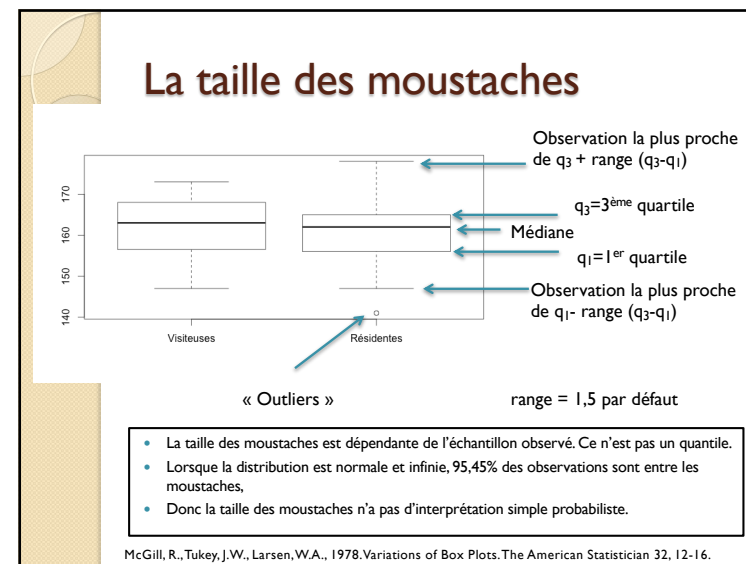 La taille des moustaches
Observation la plus proche
de q3 + range (q3-q1)
q3=3ème quartile
Médiane
q1=1er quartile
Observation la plus proche
de q1- range (q3-q1)
170
160
150
140
Visiteuses
Résidentes
« Outliers »
range = 1,5 par défaut
• La taille des moustaches est dépendante de l'échantillon observé. Ce n'est pas un quantile.
• Lorsque la distribution est normale et infinie, 95,45% des observations sont entre les
moustaches,
• Donc la taille des moustaches n'a pas d'interprétation simple probabiliste.
McGill, R., Tukey, J.W., Larsen, W.A., 1978. Variations of Box Plots. The American Statistician 32, 12-16.